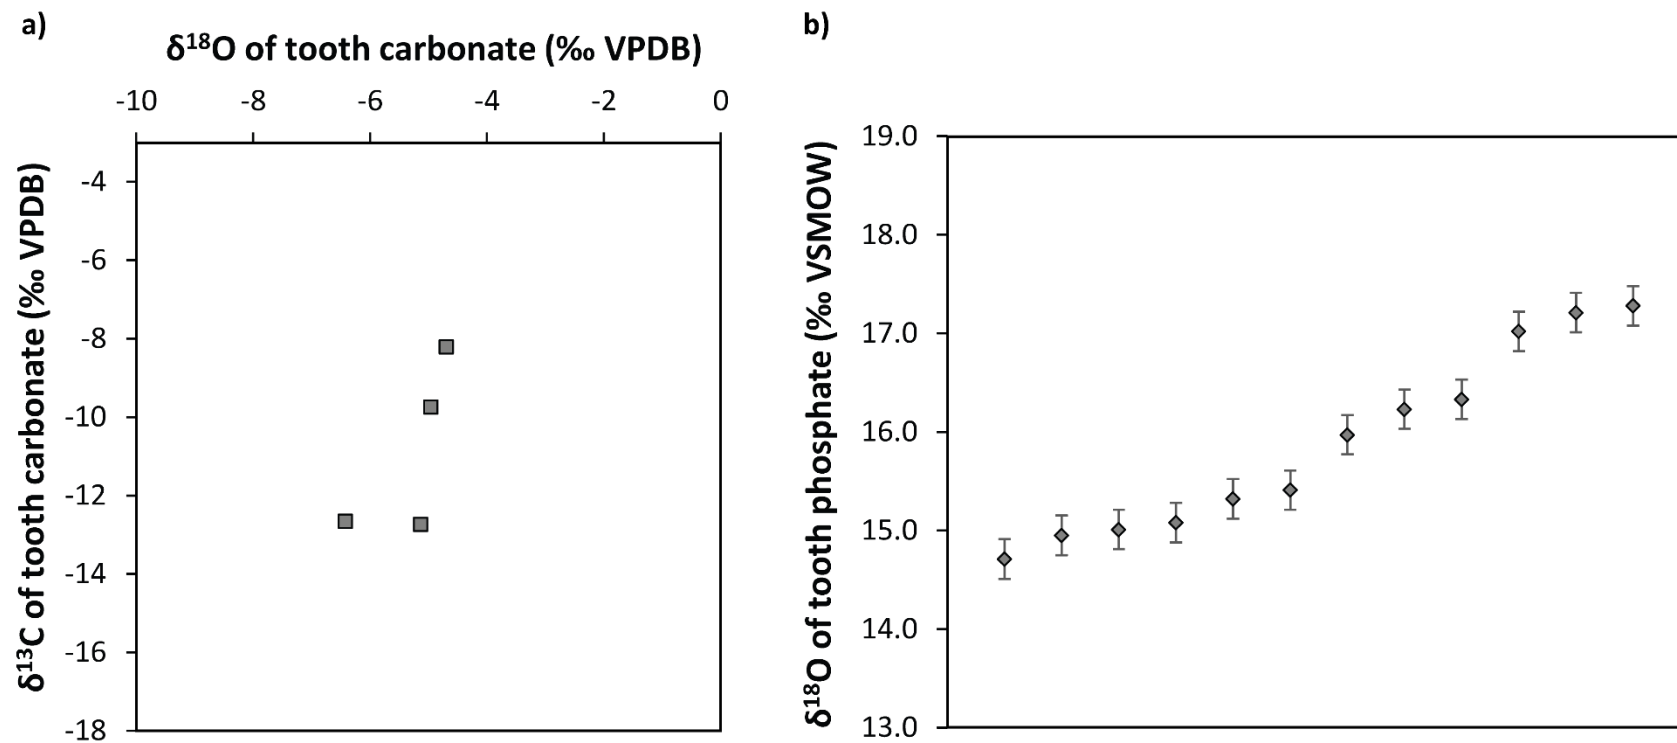 a)
δ¹⁸O of tooth carbonate (‰ VPDB)
-10 -8 -6 -4 -2 0
δ¹³C of tooth carbonate (‰ VPDB)
-4
-6
-8
-10
-12
-14
-16
-18
b)
δ¹⁸O of tooth phosphate (‰ VSMOW)
19.0
18.0
17.0
16.0
15.0
14.0
13.0